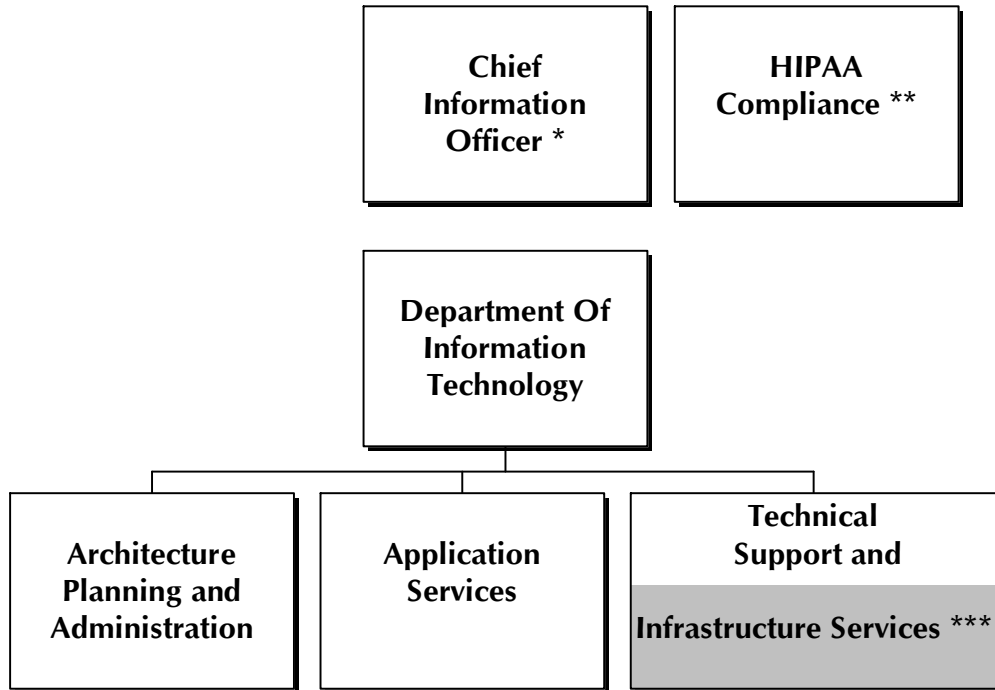 Chief
Information
Officer *
HIPAA
Compliance **
Department Of
Information
Technology
Architecture
Planning and
Administration
Application
Services
Technical
Support and
Infrastructure Services ***